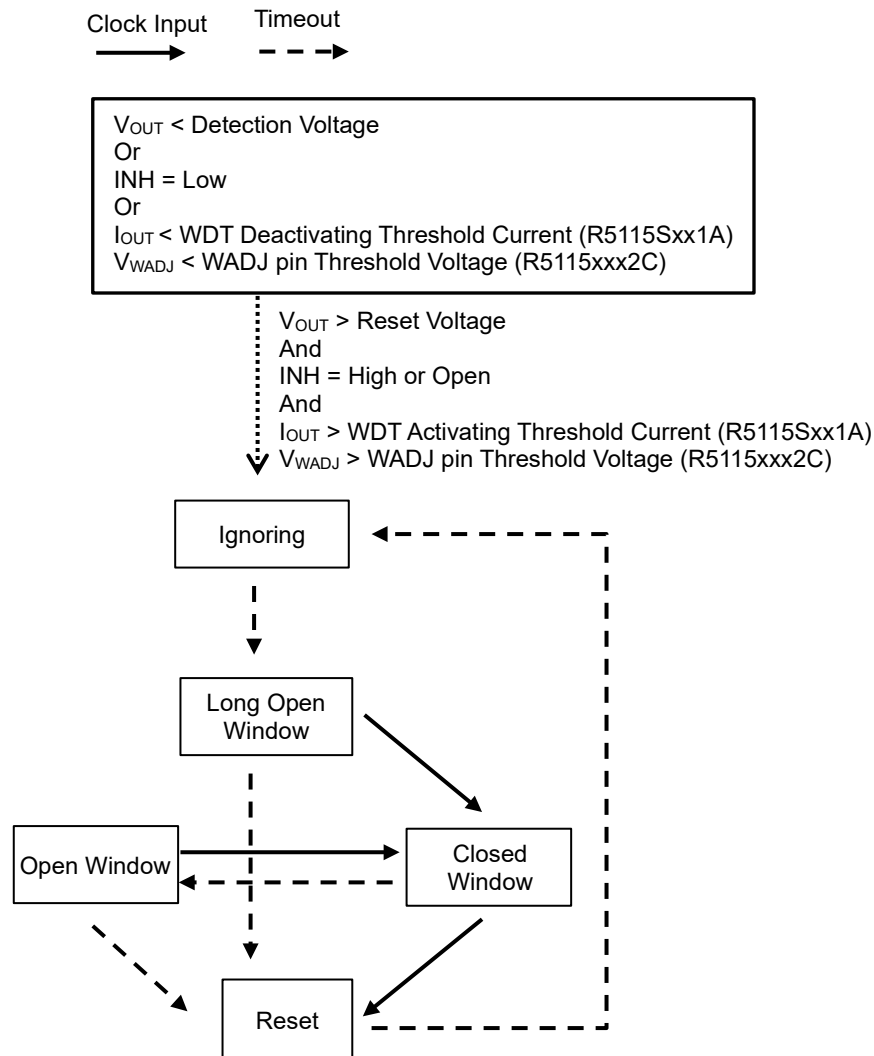 Clock Input
Timeout
VOUT < Detection Voltage
Or
INH = Low
Or
IOUT < WDT Deactivating Threshold Current (R5115Sxx1A)
VWADJ < WADJ pin Threshold Voltage (R5115xxx2C)
VOUT > Reset Voltage
And
INH = High or Open
And
IOUT > WDT Activating Threshold Current (R5115Sxx1A)
VWADJ > WADJ pin Threshold Voltage (R5115xxx2C)
Ignoring
Long Open
Window
Open Window
Closed
Window
Reset